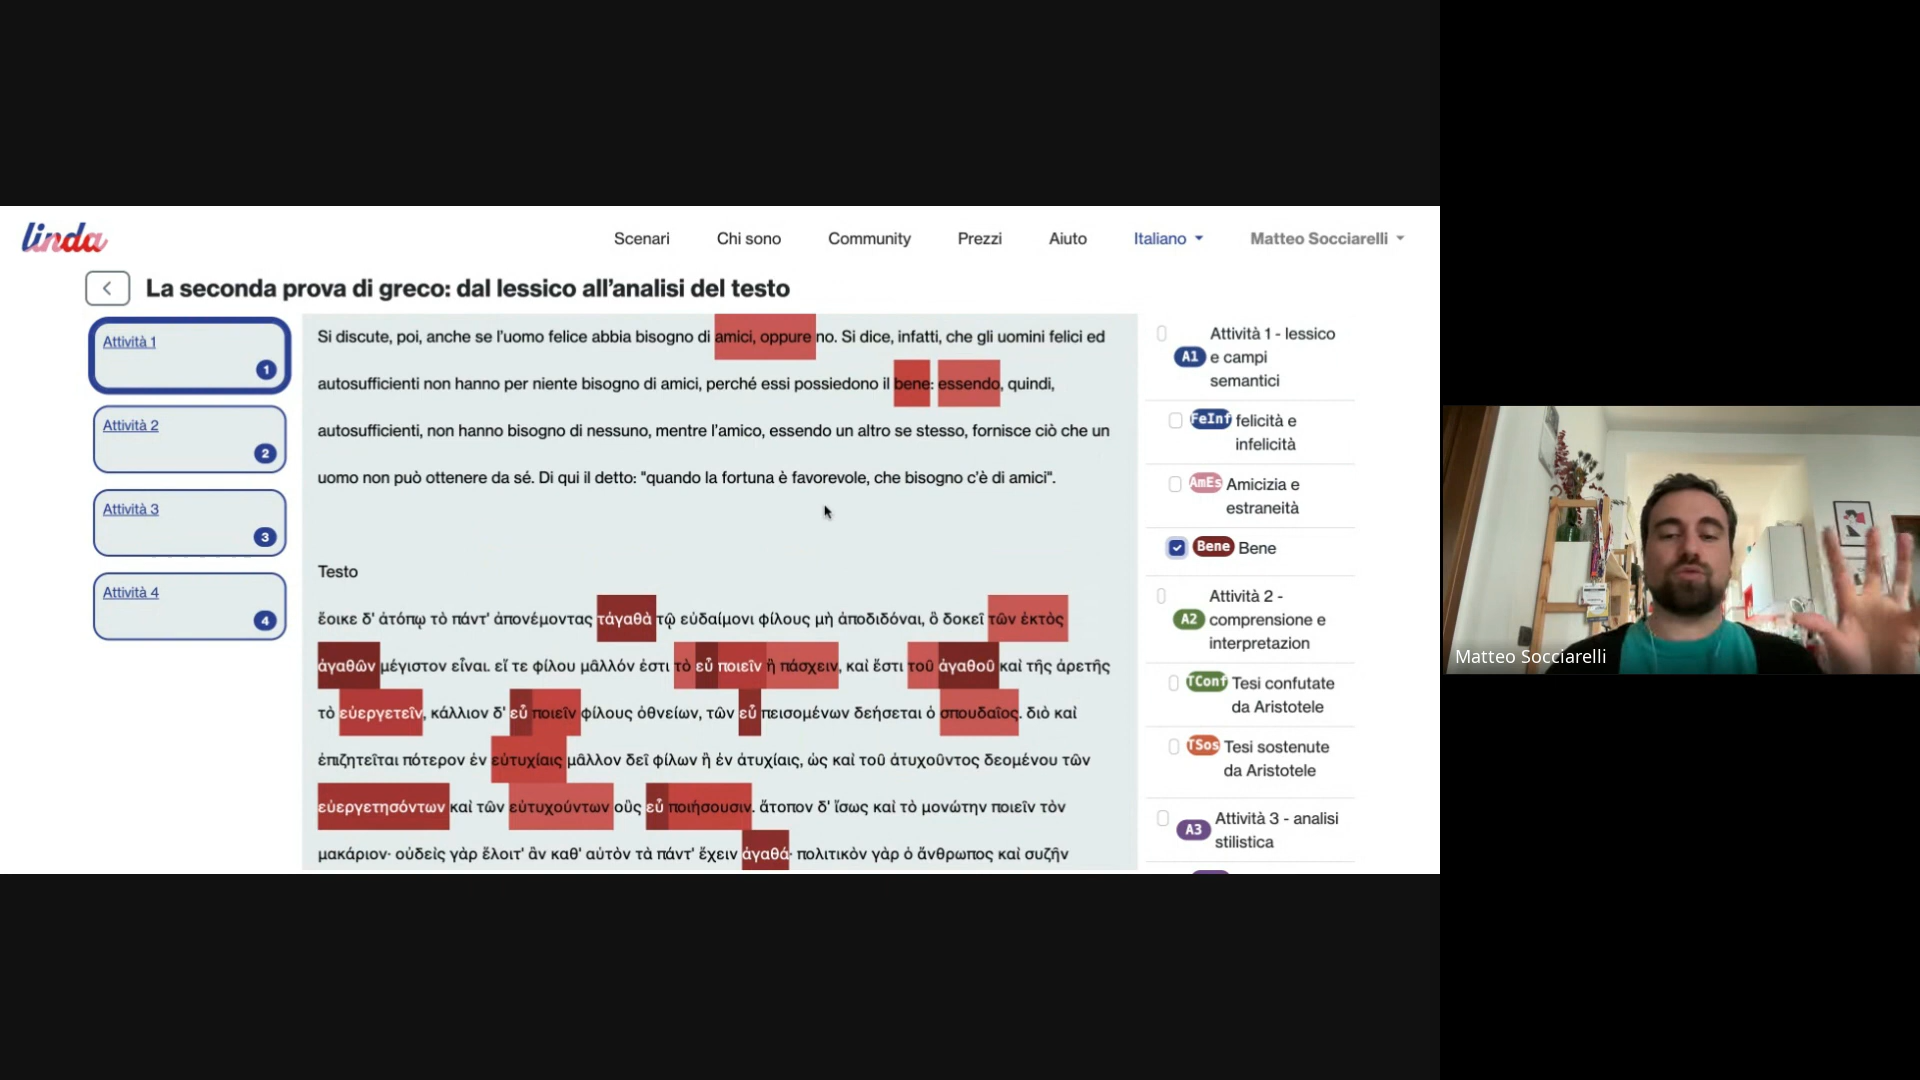 linda
Scenari
Chi sono
Community
Prezzi
Aiuto
Italiano
Matteo Socciarelli
La seconda prova di greco: dal lessico all’analisi del testo
Attività 1
1
Attività 2
2
Attività 3
3
Attività 4
4
Si discute, poi, anche se l’uomo felice abbia bisogno di amici, oppure no. Si dice, infatti, che gli uomini felici ed
autosufficienti non hanno per niente bisogno di amici, perché essi possiedono il bene: essendo, quindi,
autosufficienti, non hanno bisogno di nessuno, mentre l’amico, essendo un altro se stesso, fornisce ciò che un
uomo non può ottenere da sé. Di qui il detto: "quando la fortuna è favorevole, che bisogno c’è di amici".
Testo
ἔοικε δ' ἀτόπῳ τὸ πάντ' ἀπονέμοντας τἀγαθὰ τῷ εὐδαίμονι φίλους μὴ ἀποδιδόναι, ὃ δοκεῖ τῶν ἐκτὸς
ἀγαθῶν μέγιστον εἶναι. εἴ τε φίλου μᾶλλόν ἐστι τὸ εὖ ποιεῖν ἢ πάσχειν, καὶ ἔστι τοῦ ἀγαθοῦ καὶ τῆς ἀρετῆς
τὸ εὐεργετεῖν, κάλλιον δ' εὖ ποιεῖν φίλους ὀθνείων, τῶν εὖ πεισομένων δεήσεται ὁ σπουδαῖος. διὸ καὶ
ἐπιζητεῖται πότερον ἐν εὐτυχίαις μᾶλλον δεῖ φίλων ἢ ἐν ἀτυχίαις, ὡς καὶ τοῦ ἀτυχοῦντος δεομένου τῶν
εὐεργετησόντων καὶ τῶν εὐτυχούντων οὓς εὖ ποιήσουσιν. ἄτοπον δ' ἴσως καὶ τὸ μονώτην ποιεῖν τὸν
μακάριον· οὐδεὶς γὰρ ἕλοιτ' ἂν καθ' αὑτὸν τὰ πάντ' ἔχειν ἀγαθά· πολιτικὸν γὰρ ὁ ἄνθρωπος καὶ συζῆν
A1 Attività 1 - lessico
e campi
semantici
FeInf felicità e
infelicità
AmEs Amicizia e
estraneità
Bene Bene
A2 Attività 2 -
comprensione e
interpretazion
TConf Tesi confutate
da Aristotele
TSos Tesi sostenute
da Aristotele
A3 Attività 3 - analisi
stilistica
Matteo Socciarelli